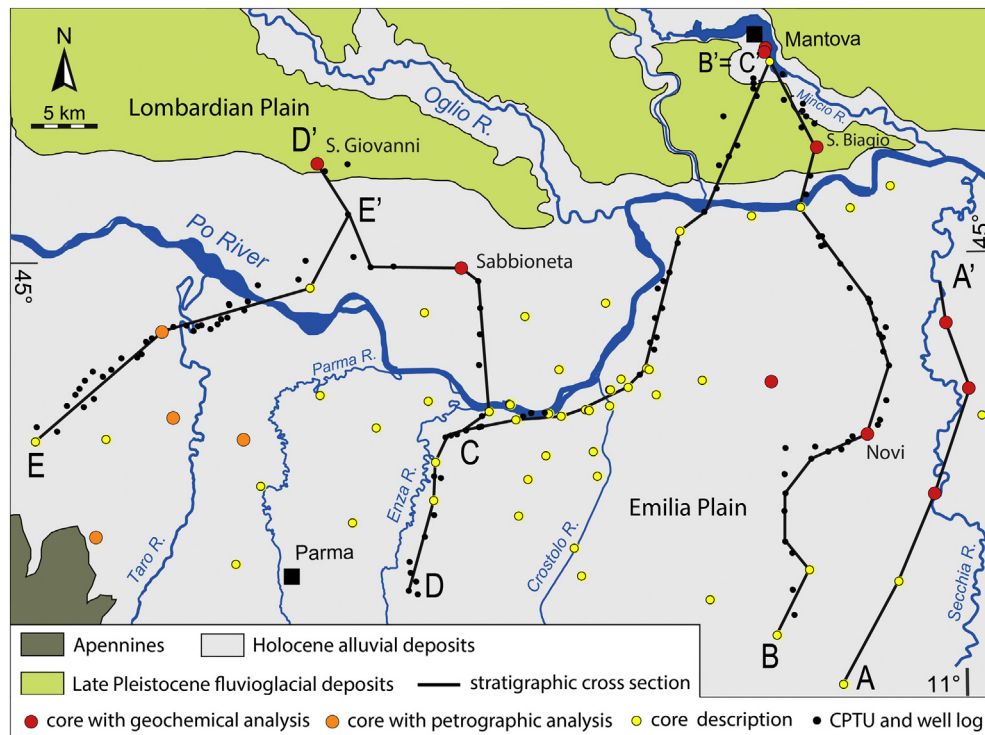 N
5 km
Lombardian Plain
Oglio R.
Mantova
B'= C'
Mincio R.
S. Biagio
D'
S. Giovanni
E'
Po River
45°
45°
Sabbioneta
A'
Parma R.
E
C
Novi
Enza R.
Emilia Plain
Taro R.
Parma
D
Crostolo R.
Secchia R.
B
A
11°
Apennines
Holocene alluvial deposits
Late Pleistocene fluvioglacial deposits
stratigraphic cross section
core with geochemical analysis
core with petrographic analysis
core description
CPTU and well log